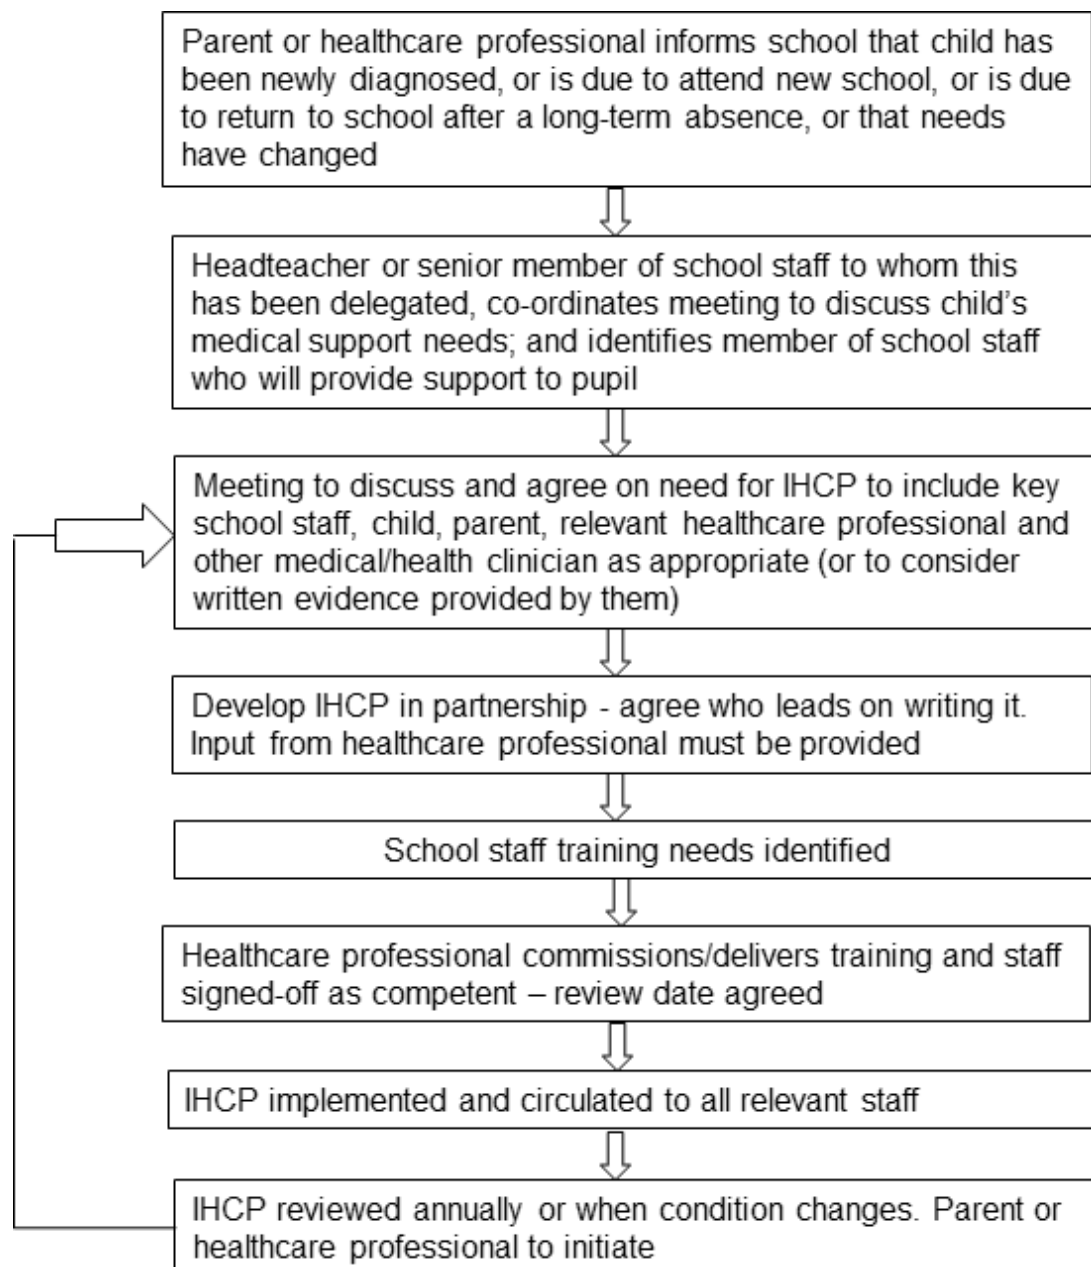 Parent or healthcare professional informs school that child has
been newly diagnosed, or is due to attend new school, or is due
to return to school after a long-term absence, or that needs
have changed
Headteacher or senior member of school staff to whom this
has been delegated, co-ordinates meeting to discuss child's
medical support needs; and identifies member of school staff
who will provide support to pupil
Meeting to discuss and agree on need for IHCP to include key
school staff, child, parent, relevant healthcare professional and
other medical/health clinician as appropriate (or to consider
written evidence provided by them)
Develop IHCP in partnership - agree who leads on writing it.
Input from healthcare professional must be provided
School staff training needs identified
Healthcare professional commissions/delivers training and staff
signed-off as competent – review date agreed
IHCP implemented and circulated to all relevant staff
IHCP reviewed annually or when condition changes. Parent or
healthcare professional to initiate